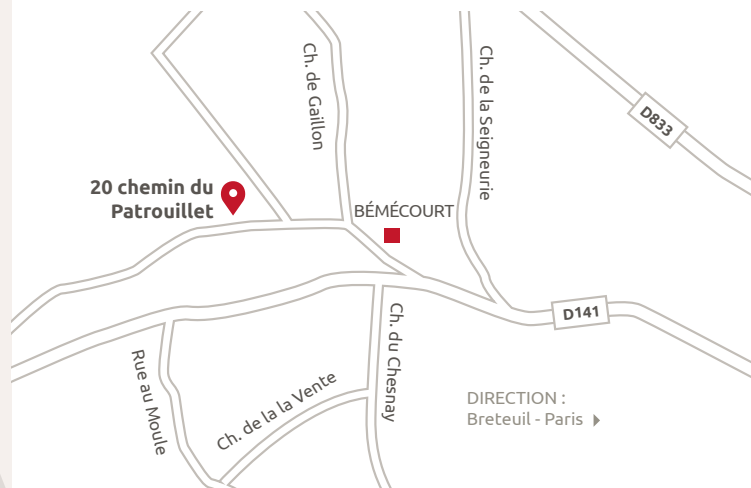 Ch. de Gaillon
Ch. de la Seigneurie
D833
20 chemin du
Patrouillet
BÉMÉCOURT
D141
Ch. du Chesnay
Rue au Moule
Ch. de la la Vente
DIRECTION :
Breteuil - Paris